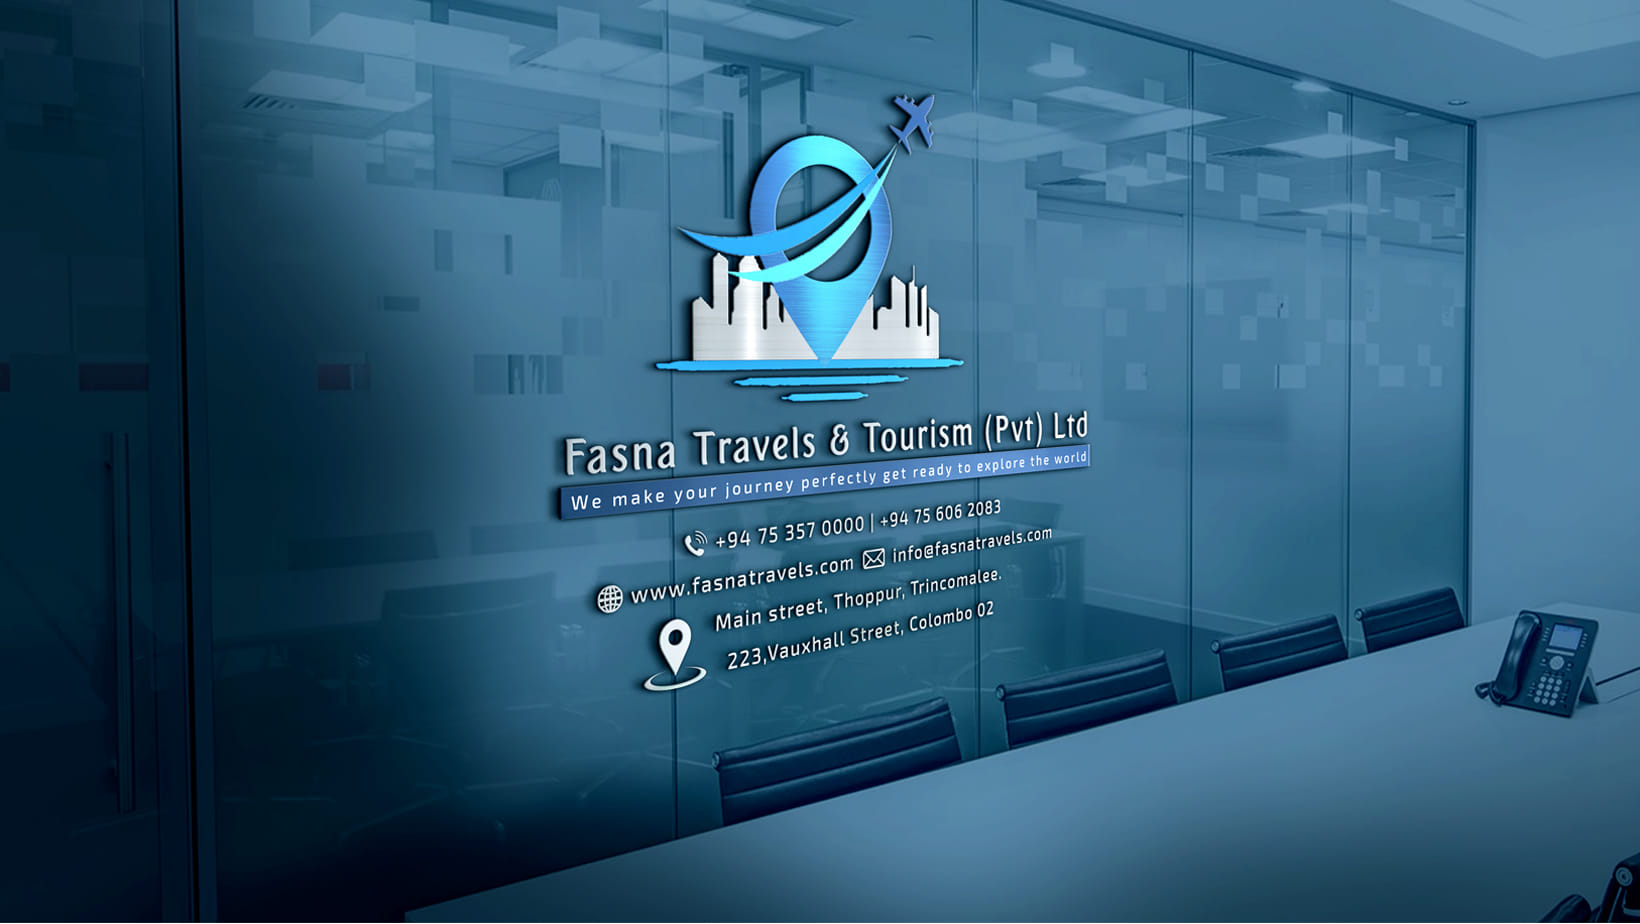 Fasna Travels & Tourism (Pvt) Ltd
We make your journey perfectly get ready to explore the world
+94 75 357 0000 | +94 75 606 2083
www.fasnatravels.com info@fasnatravels.com
Main street, Thoppur, Trincomalee.
223,Vauxhall Street, Colombo 02